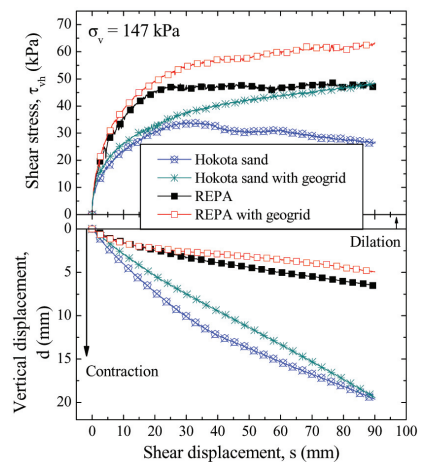 σv = 147 kPa
Shear stress, τvh (kPa)
70
60
50
40
30
20
10
0
Hokota sand
Hokota sand with geogrid
REPA
REPA with geogrid
Dilation
Vertical displacement,
d (mm)
0
5
10
15
20
Contraction
0 10 20 30 40 50 60 70 80 90 100
Shear displacement, s (mm)